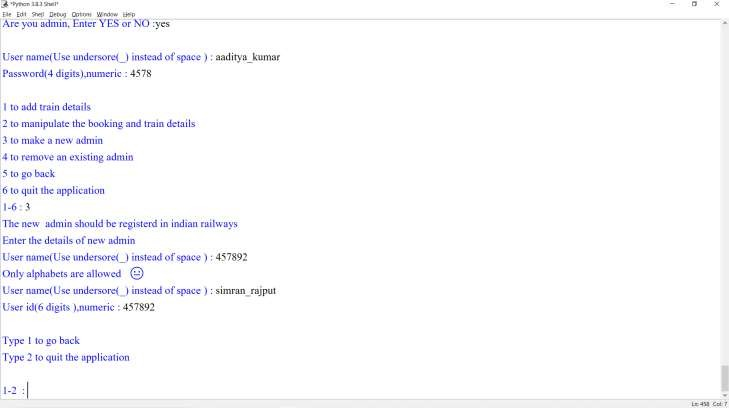 *Python 3.8.3 Shell*
File Edit Shell Debug Options Window Help
Are you admin, Enter YES or NO :yes
User name(Use undersore(_) instead of space ) : aaditya_kumar
Password(4 digits),numeric : 4578
1 to add train details
2 to manipulate the booking and train details
3 to make a new admin
4 to remove an existing admin
5 to go back
6 to quit the application
1-6 : 3
The new  admin should be registerd in indian railways
Enter the details of new admin
User name(Use undersore(_) instead of space ) : 457892
Only alphabets are allowed
User name(Use undersore(_) instead of space ) : simran_rajput
User id(6 digits ),numeric : 457892
Type 1 to go back
Type 2 to quit the application
1-2  :
Ln: 458 Col: 7